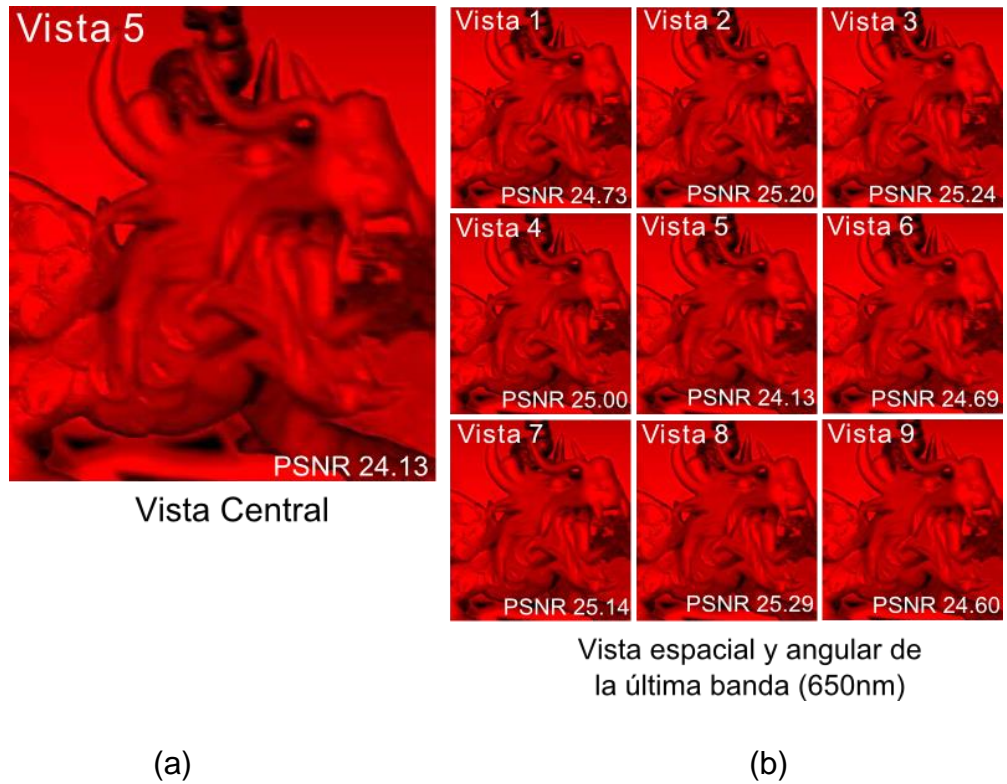 Vista 5
PSNR 24.13
Vista Central
Vista 1
PSNR 24.73
Vista 2
PSNR 25.20
Vista 3
PSNR 25.24
Vista 4
PSNR 25.00
Vista 5
PSNR 24.13
Vista 6
PSNR 24.69
Vista 7
PSNR 25.14
Vista 8
PSNR 25.29
Vista 9
PSNR 24.60
Vista espacial y angular de
la última banda (650nm)
(a)
(b)